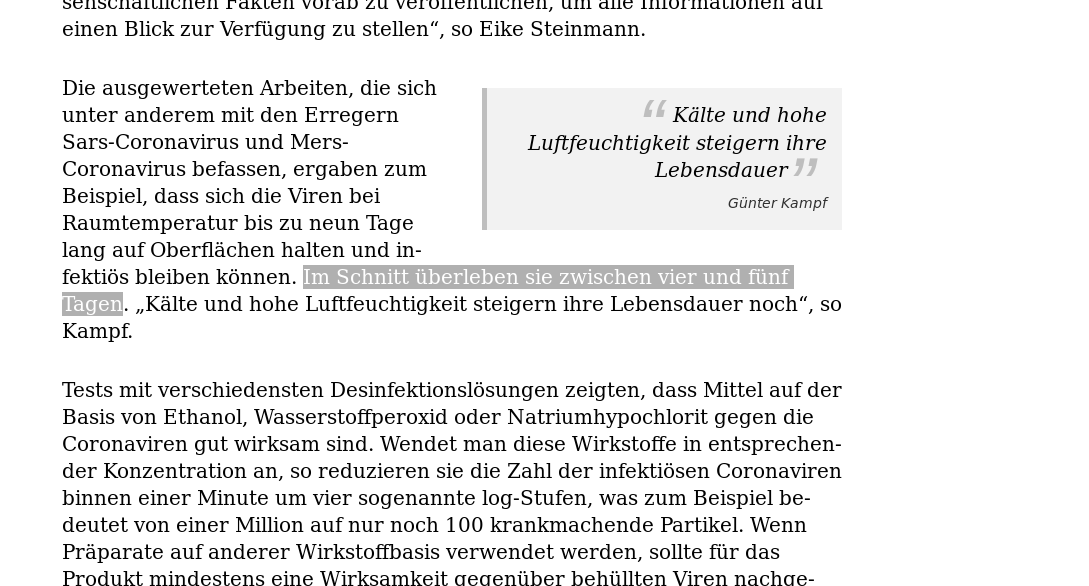 senschaftlichen Fakten vorab zu veröffentlichen, um alle Informationen auf
einen Blick zur Verfügung zu stellen“, so Eike Steinmann.
Die ausgewerteten Arbeiten, die sich
unter anderem mit den Erregern
Sars-Coronavirus und Mers-
Coronavirus befassen, ergaben zum
Beispiel, dass sich die Viren bei
Raumtemperatur bis zu neun Tage
lang auf Oberflächen halten und in-
fektiös bleiben können. Im Schnitt überleben sie zwischen vier und fünf
Tagen. „Kälte und hohe Luftfeuchtigkeit steigern ihre Lebensdauer noch“, so
Kampf.
“ Kälte und hohe
Luftfeuchtigkeit steigern ihre
Lebensdauer ”
Günter Kampf
Tests mit verschiedensten Desinfektionslösungen zeigten, dass Mittel auf der
Basis von Ethanol, Wasserstoffperoxid oder Natriumhypochlorit gegen die
Coronaviren gut wirksam sind. Wendet man diese Wirkstoffe in entsprechen-
der Konzentration an, so reduzieren sie die Zahl der infektiösen Coronaviren
binnen einer Minute um vier sogenannte log-Stufen, was zum Beispiel be-
deutet von einer Million auf nur noch 100 krankmachende Partikel. Wenn
Präparate auf anderer Wirkstoffbasis verwendet werden, sollte für das
Produkt mindestens eine Wirksamkeit gegenüber behüllten Viren nachge-